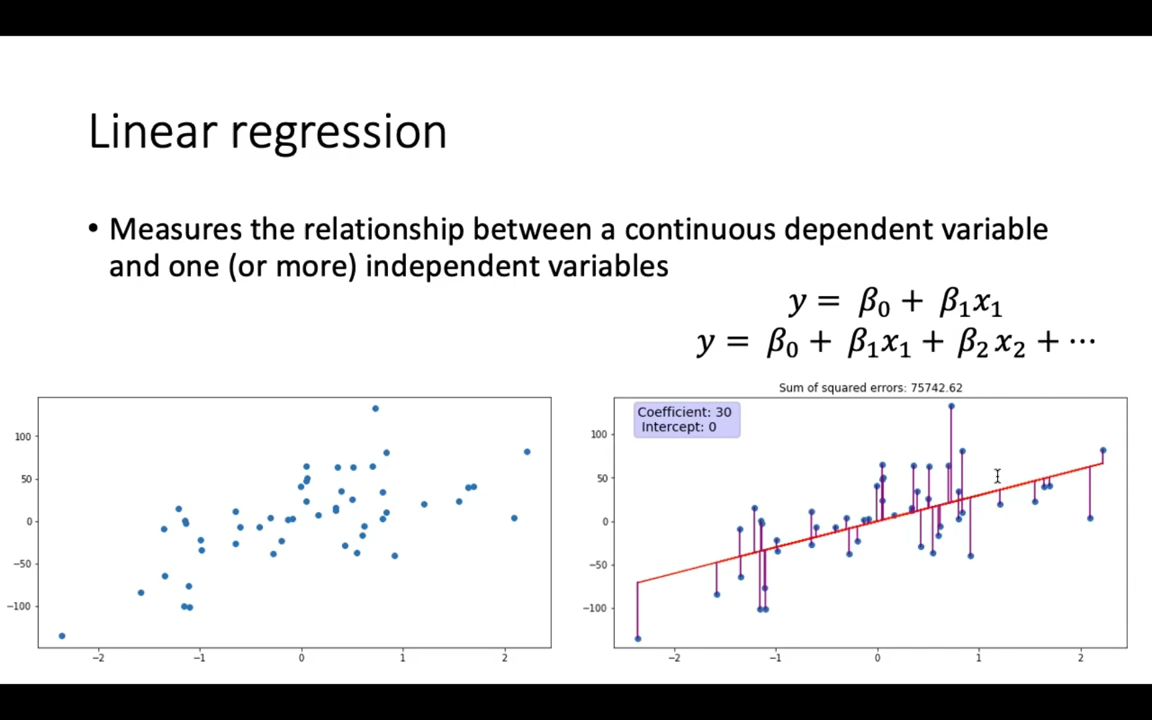 Linear regression
• Measures the relationship between a continuous dependent variable
and one (or more) independent variables
y = β₀ + β₁x₁
y = β₀ + β₁x₁ + β₂x₂ + ⋯
100
50
0
−50
−100
−2 −1 0 1 2
Sum of squared errors: 75742.62
Coefficient: 30
Intercept: 0
100
50
0
−50
−100
−2 −1 0 1 2